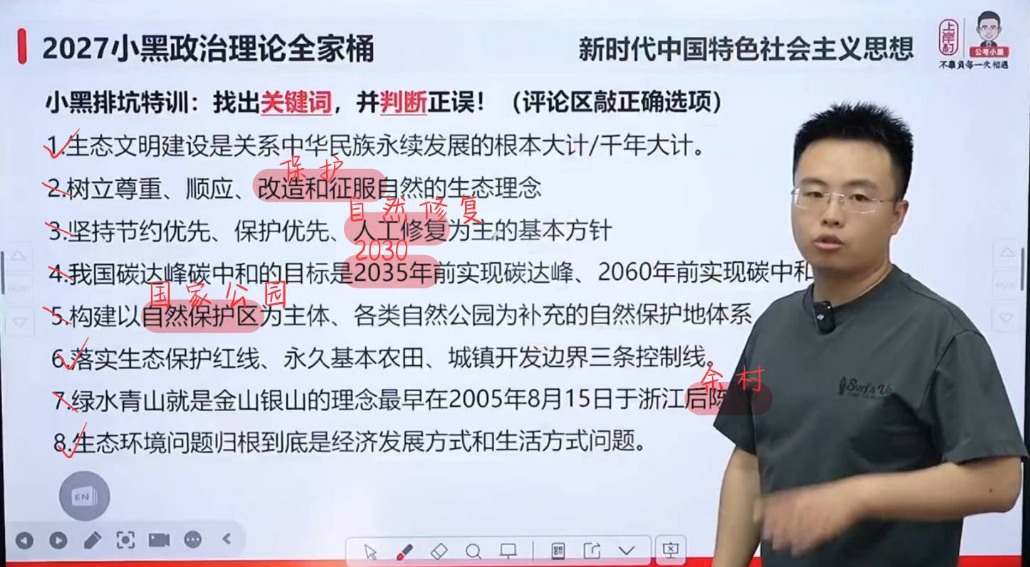 2027小黑政治理论全家桶
新时代中国特色社会主义思想
上岸村
公考小黑
不辜负每一次相遇
小黑排坑特训：找出关键词，并判断正误！（评论区敲正确选项）
1.生态文明建设是关系中华民族永续发展的根本大计/千年大计。
保护
2.树立尊重、顺应、改造和征服自然的生态理念
自然修复
3.坚持节约优先、保护优先、人工修复为主的基本方针
2030
4.我国碳达峰碳中和的目标是2035年前实现碳达峰、2060年前实现碳中和
国家公园
5.构建以自然保护区为主体、各类自然公园为补充的自然保护地体系
6.落实生态保护红线、永久基本农田、城镇开发边界三条控制线。
余村
7.绿水青山就是金山银山的理念最早在2005年8月15日于浙江后陈
8.生态环境问题归根到底是经济发展方式和生活方式问题。
EN